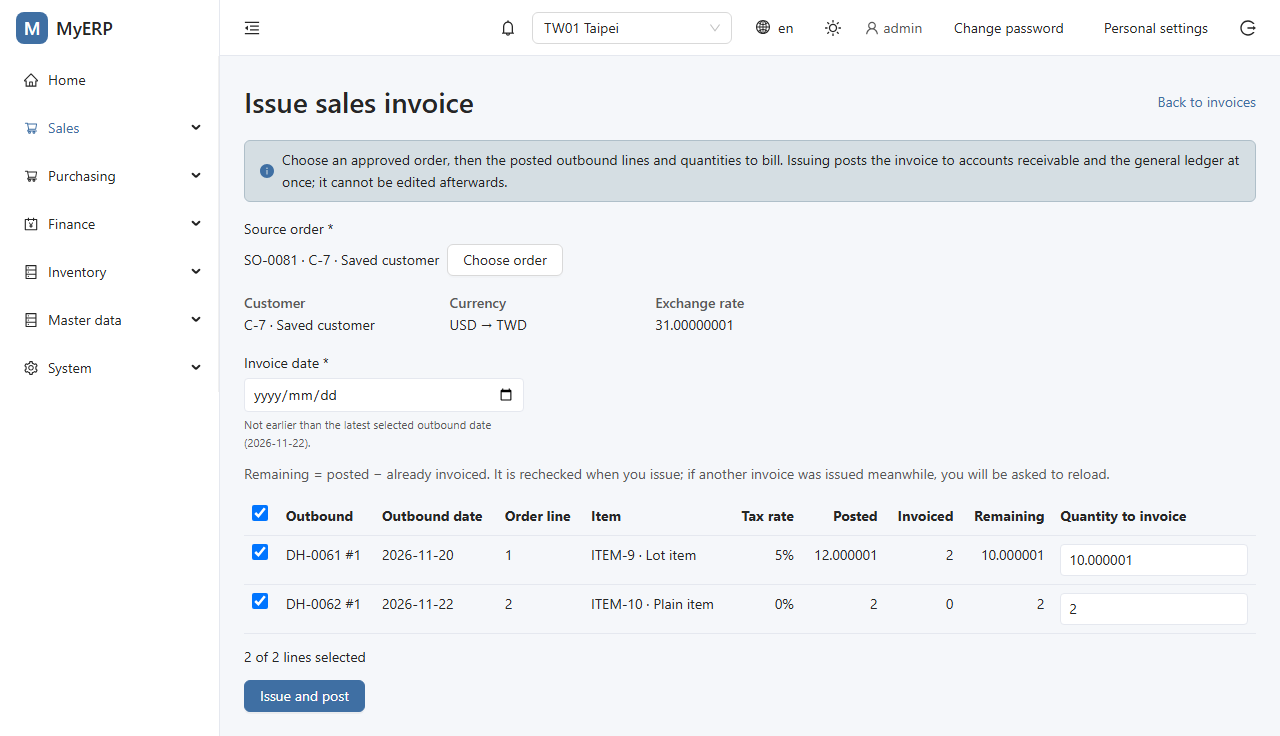 M MyERP
TW01 Taipei
en
admin
Change password
Personal settings
Home
Sales
Purchasing
Finance
Inventory
Master data
System
Issue sales invoice
Back to invoices
Choose an approved order, then the posted outbound lines and quantities to bill. Issuing posts the invoice to accounts receivable and the general ledger at
once; it cannot be edited afterwards.
Source order *
SO-0081 · C-7 · Saved customer
Choose order
Customer Currency Exchange rate
C-7 · Saved customer USD → TWD 31.00000001
Invoice date *
yyyy/mm/dd
Not earlier than the latest selected outbound date
(2026-11-22).
Remaining = posted − already invoiced. It is rechecked when you issue; if another invoice was issued meanwhile, you will be asked to reload.
Outbound Outbound date Order line Item Tax rate Posted Invoiced Remaining Quantity to invoice
DH-0061 #1 2026-11-20 1 ITEM-9 · Lot item 5% 12.000001 2 10.000001 10.000001
DH-0062 #1 2026-11-22 2 ITEM-10 · Plain item 0% 2 0 2 2
2 of 2 lines selected
Issue and post